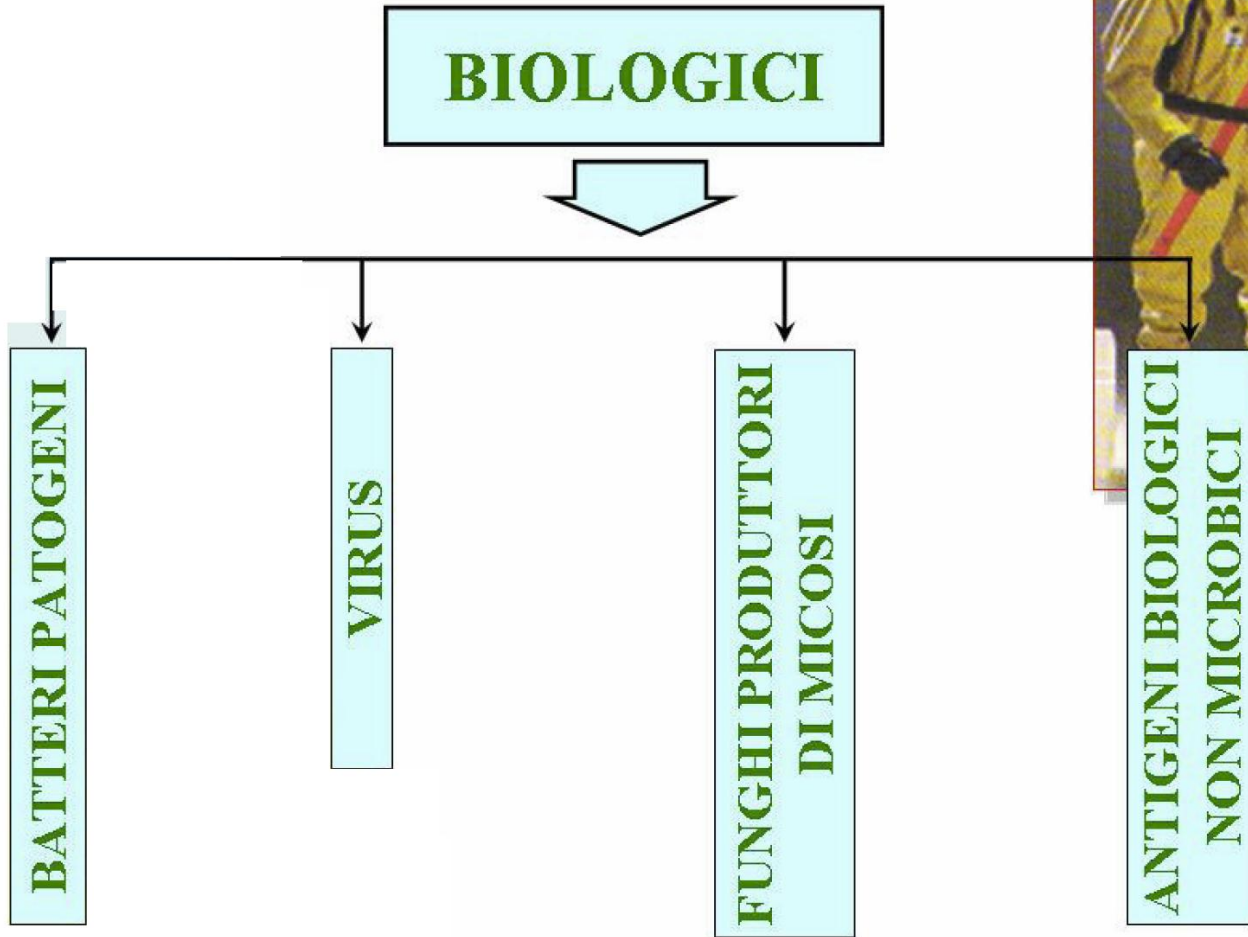 BIOLOGICI
BATTERI PATOGENI
VIRUS
FUNGHI PRODUTTORI
DI MICOSI
ANTIGENI BIOLOGICI
NON MICROBICI